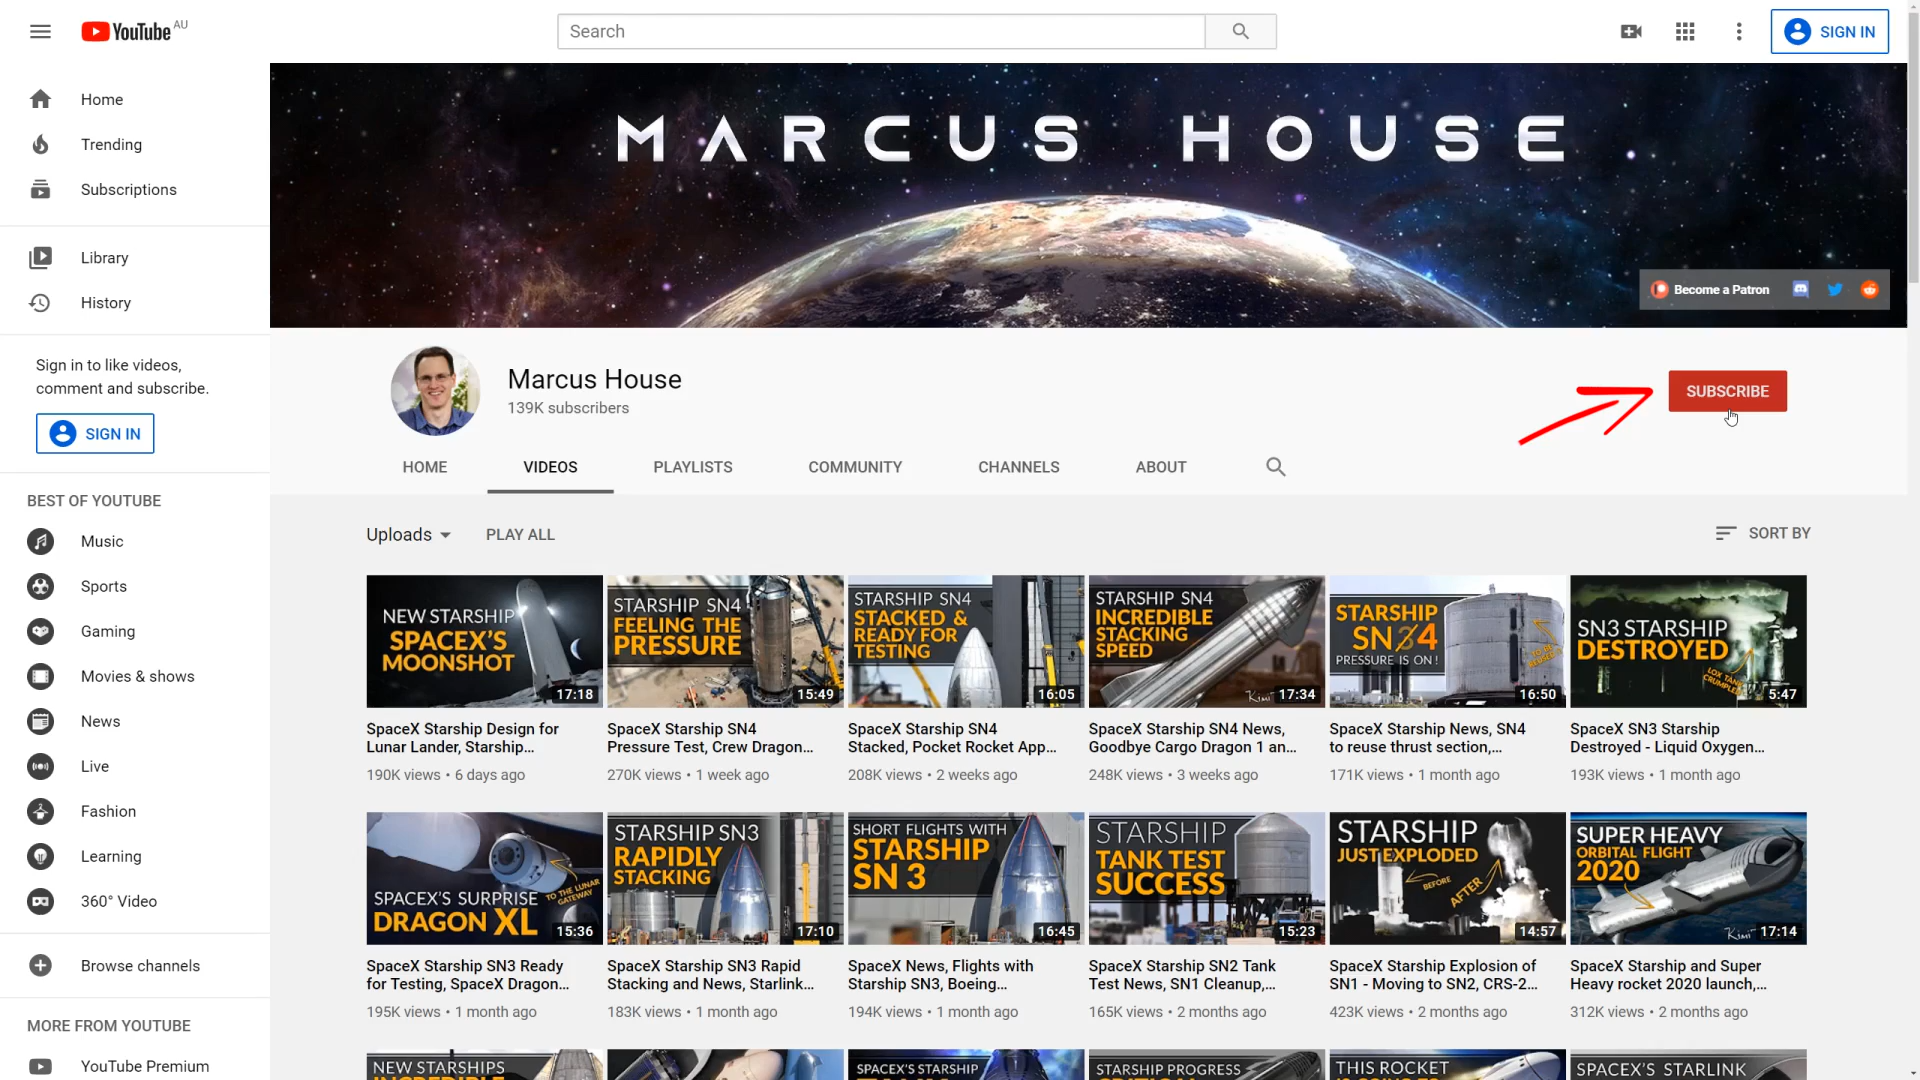 YouTube AU
Search
SIGN IN
Home
Trending
Subscriptions
Library
History
Sign in to like videos,
comment and subscribe.
SIGN IN
BEST OF YOUTUBE
Music
Sports
Gaming
Movies & shows
News
Live
Fashion
Learning
360° Video
Browse channels
MORE FROM YOUTUBE
YouTube Premium
MARCUS HOUSE
Become a Patron
Marcus House
139K subscribers
SUBSCRIBE
HOME VIDEOS PLAYLISTS COMMUNITY CHANNELS ABOUT
Uploads PLAY ALL
SORT BY
NEW STARSHIP
SPACEX'S
MOONSHOT
17:18
SpaceX Starship Design for
Lunar Lander, Starship...
190K views • 6 days ago
STARSHIP SN4
FEELING THE
PRESSURE
15:49
SpaceX Starship SN4
Pressure Test, Crew Dragon...
270K views • 1 week ago
STARSHIP SN4
STACKED &
READY FOR
TESTING
16:05
SpaceX Starship SN4
Stacked, Pocket Rocket App...
208K views • 2 weeks ago
STARSHIP SN4
INCREDIBLE
STACKING
SPEED
17:34
SpaceX Starship SN4 News,
Goodbye Cargo Dragon 1 an...
248K views • 3 weeks ago
STARSHIP
SN34
PRESSURE IS ON!
TO BE
REUSED
16:50
SpaceX Starship News, SN4
to reuse thrust section,...
171K views • 1 month ago
SN3 STARSHIP
DESTROYED
LOX TANK
CRUMPLES
5:47
SpaceX SN3 Starship
Destroyed - Liquid Oxygen...
193K views • 1 month ago
SPACEX'S SURPRISE
DRAGON XL
TO THE LUNAR
GATEWAY
15:36
SpaceX Starship SN3 Ready
for Testing, SpaceX Dragon...
195K views • 1 month ago
STARSHIP SN3
RAPIDLY
STACKING
17:10
SpaceX Starship SN3 Rapid
Stacking and News, Starlink...
183K views • 1 month ago
SHORT FLIGHTS WITH
STARSHIP
SN 3
16:45
SpaceX News, Flights with
Starship SN3, Boeing...
194K views • 1 month ago
STARSHIP
TANK TEST
SUCCESS
15:23
SpaceX Starship SN2 Tank
Test News, SN1 Cleanup,...
165K views • 2 months ago
STARSHIP
JUST EXPLODED
BEFORE
AFTER
14:57
SpaceX Starship Explosion of
SN1 - Moving to SN2, CRS-2...
423K views • 2 months ago
SUPER HEAVY
ORBITAL FLIGHT
2020
17:14
SpaceX Starship and Super
Heavy rocket 2020 launch,...
312K views • 2 months ago
NEW STARSHIPS
INCREDIBLE
SPACEX'S STARSHIP
STARSHIP PROGRESS
THIS ROCKET
SPACEX'S STARLINK